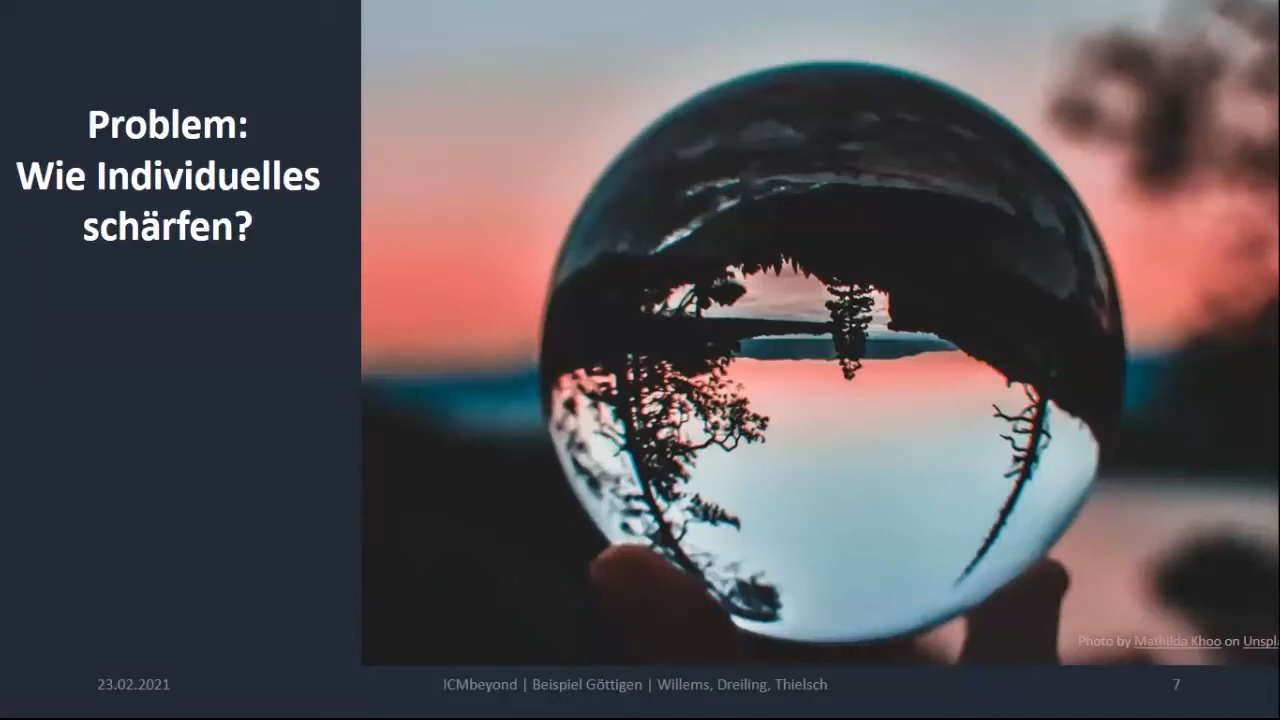 Problem:
Wie Individuelles
schärfen?
Photo by Mathilda Khoo on Unspl
23.02.2021
ICMbeyond | Beispiel Göttigen | Willems, Dreiling, Thielsch
7